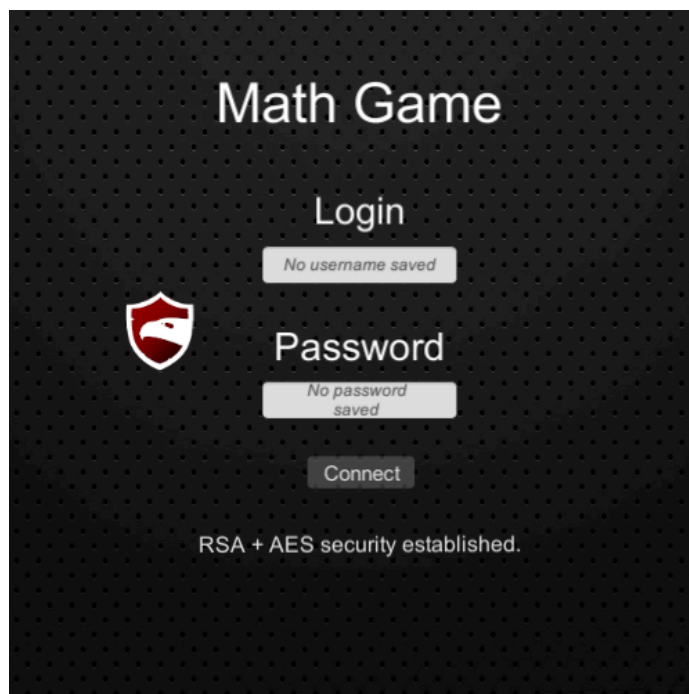 Math Game
Login
No username saved
Password
No password
saved
Connect
RSA + AES security established.